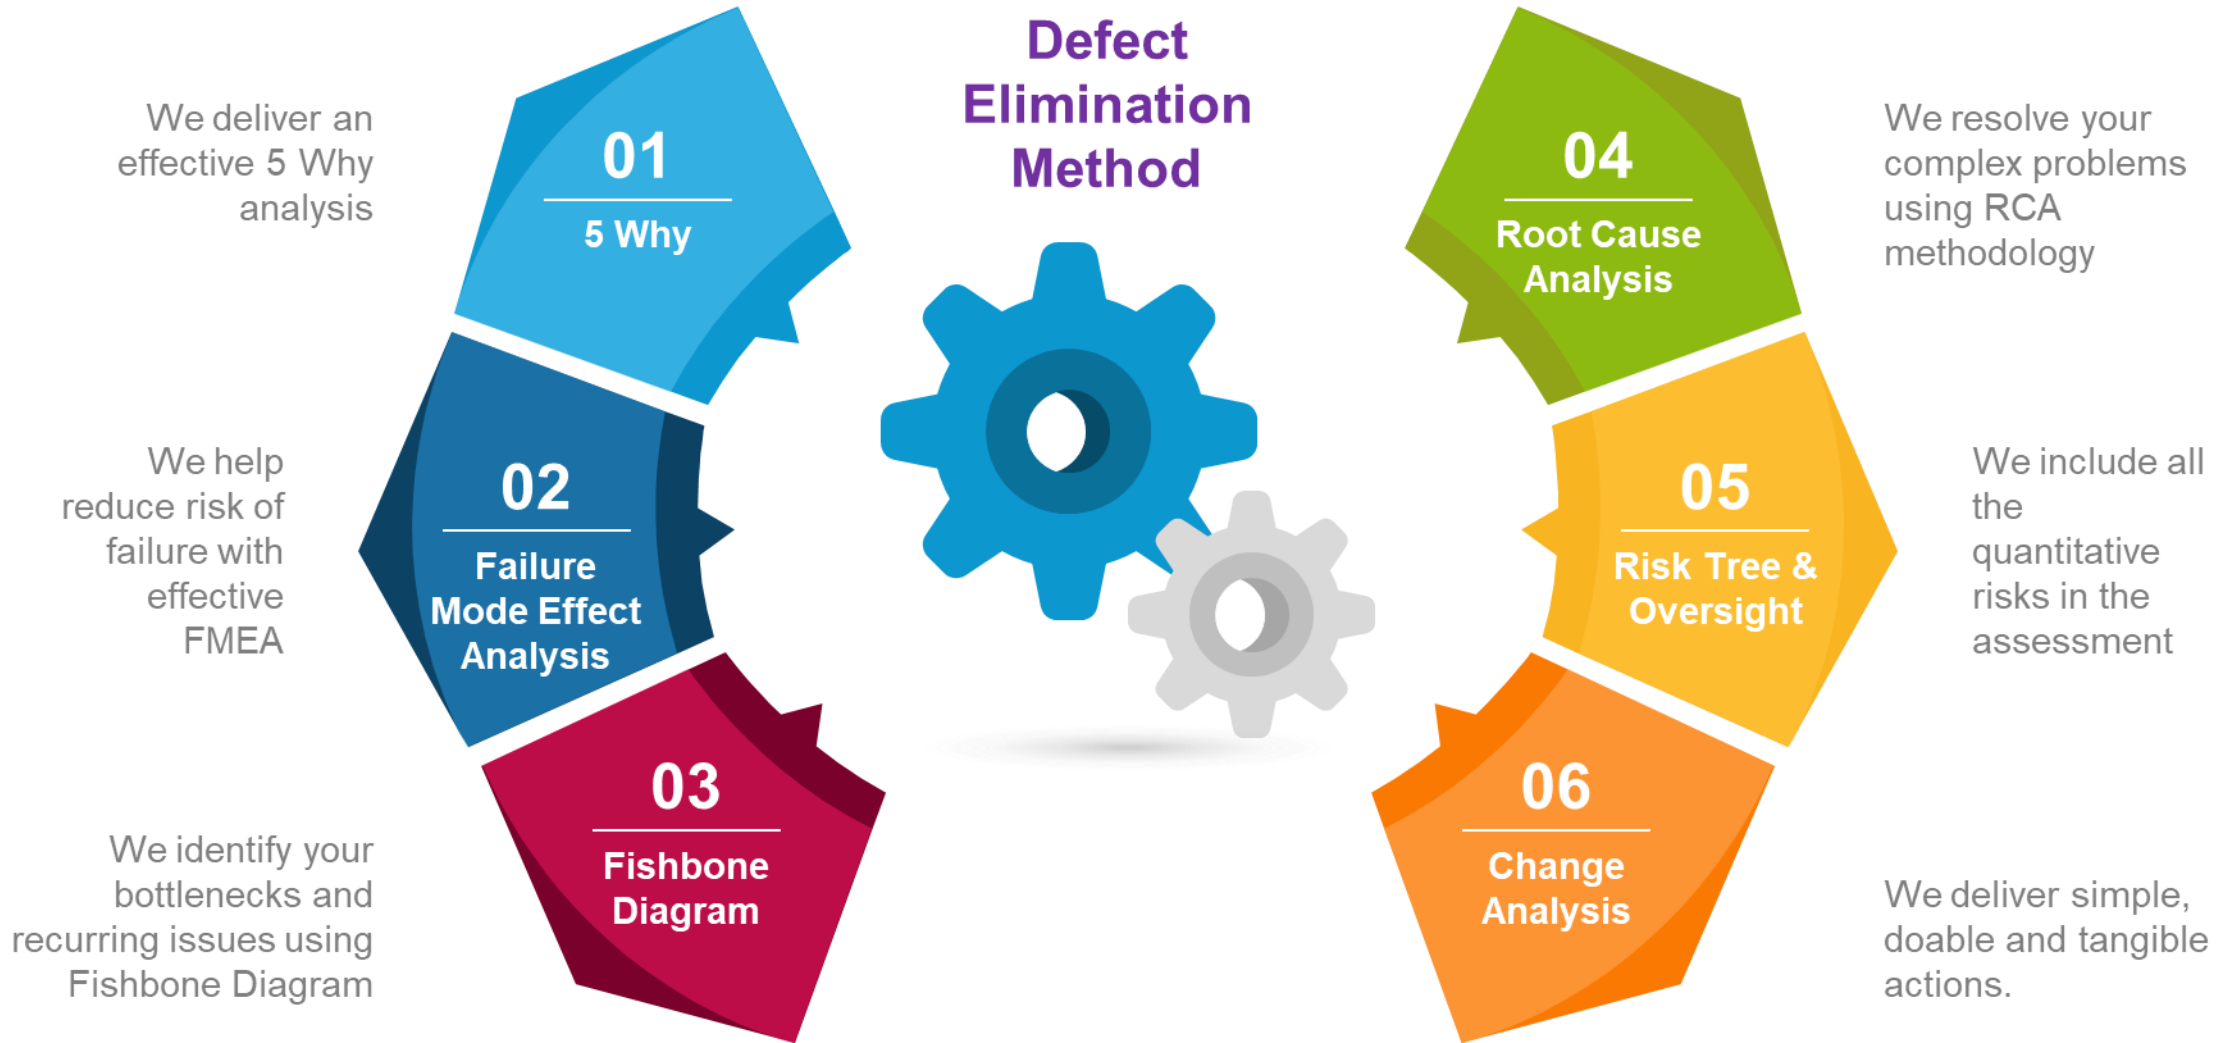 Defect
Elimination
Method
We deliver an
effective 5 Why
analysis
01
5 Why
We help
reduce risk of
failure with
effective
FMEA
02
Failure
Mode Effect
Analysis
We identify your
bottlenecks and
recurring issues using
Fishbone Diagram
03
Fishbone
Diagram
04
Root Cause
Analysis
We resolve your
complex problems
using RCA
methodology
05
Risk Tree &
Oversight
We include all
the
quantitative
risks in the
assessment
06
Change
Analysis
We deliver simple,
doable and tangible
actions.